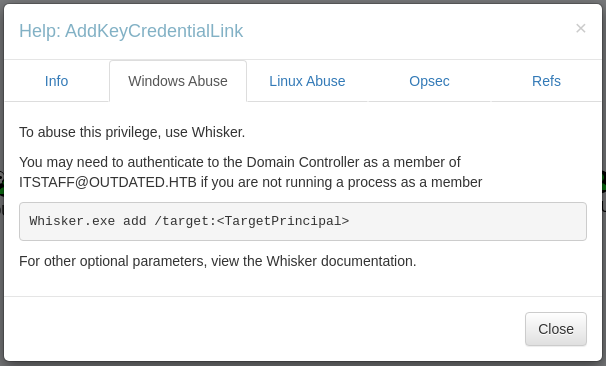 Help: AddKeyCredentialLink
×
Info
Windows Abuse
Linux Abuse
Opsec
Refs
To abuse this privilege, use Whisker.
You may need to authenticate to the Domain Controller as a member of
ITSTAFF@OUTDATED.HTB if you are not running a process as a member
Whisker.exe add /target:<TargetPrincipal>
For other optional parameters, view the Whisker documentation.
Close